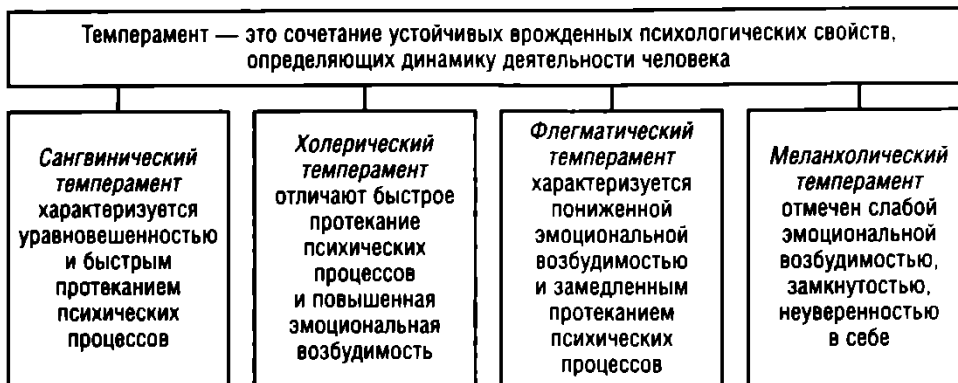 Темперамент — это сочетание устойчивых врожденных психологических свойств,
определяющих динамику деятельности человека
Сангвинический
темперамент
характеризуется
уравновешенностью
и быстрым
протеканием
психических
процессов
Холерический
темперамент
отличают быстрое
протекание
психических
процессов
и повышенная
эмоциональная
возбудимость
Флегматический
темперамент
характеризуется
пониженной
эмоциональной
возбудимостью
и замедленным
протеканием
психических
процессов
Меланхолический
темперамент
отмечен слабой
эмоциональной
возбудимостью,
замкнутостью,
неуверенностью
в себе